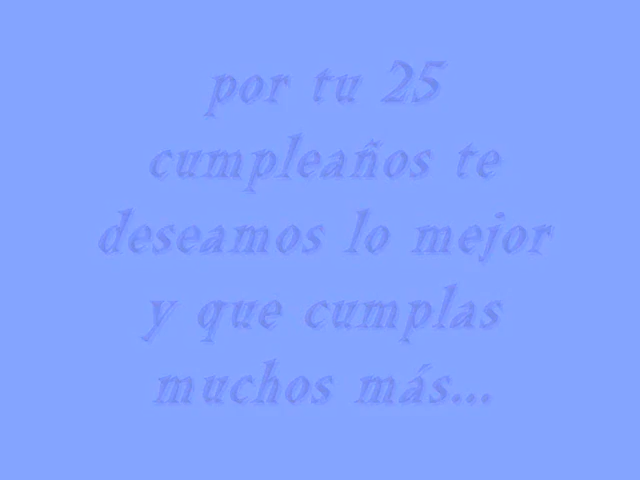 por tu 25
cumpleaños te
deseamos lo mejor
y que cumplas
muchos más...